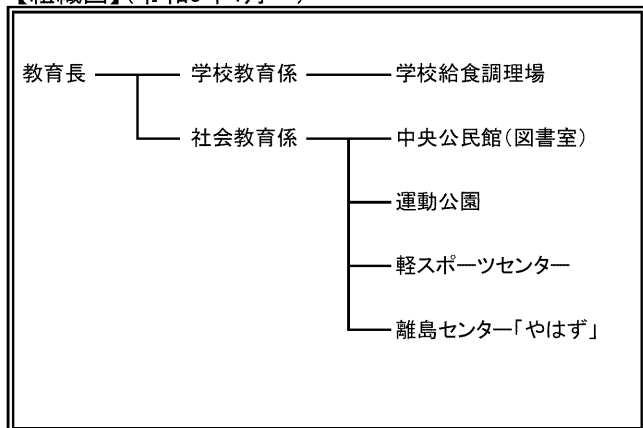 教育長 学校教育係 学校給食調理場
社会教育係 中央公民館(図書室)
運動公園
軽スポーツセンター
離島センター「やはず」